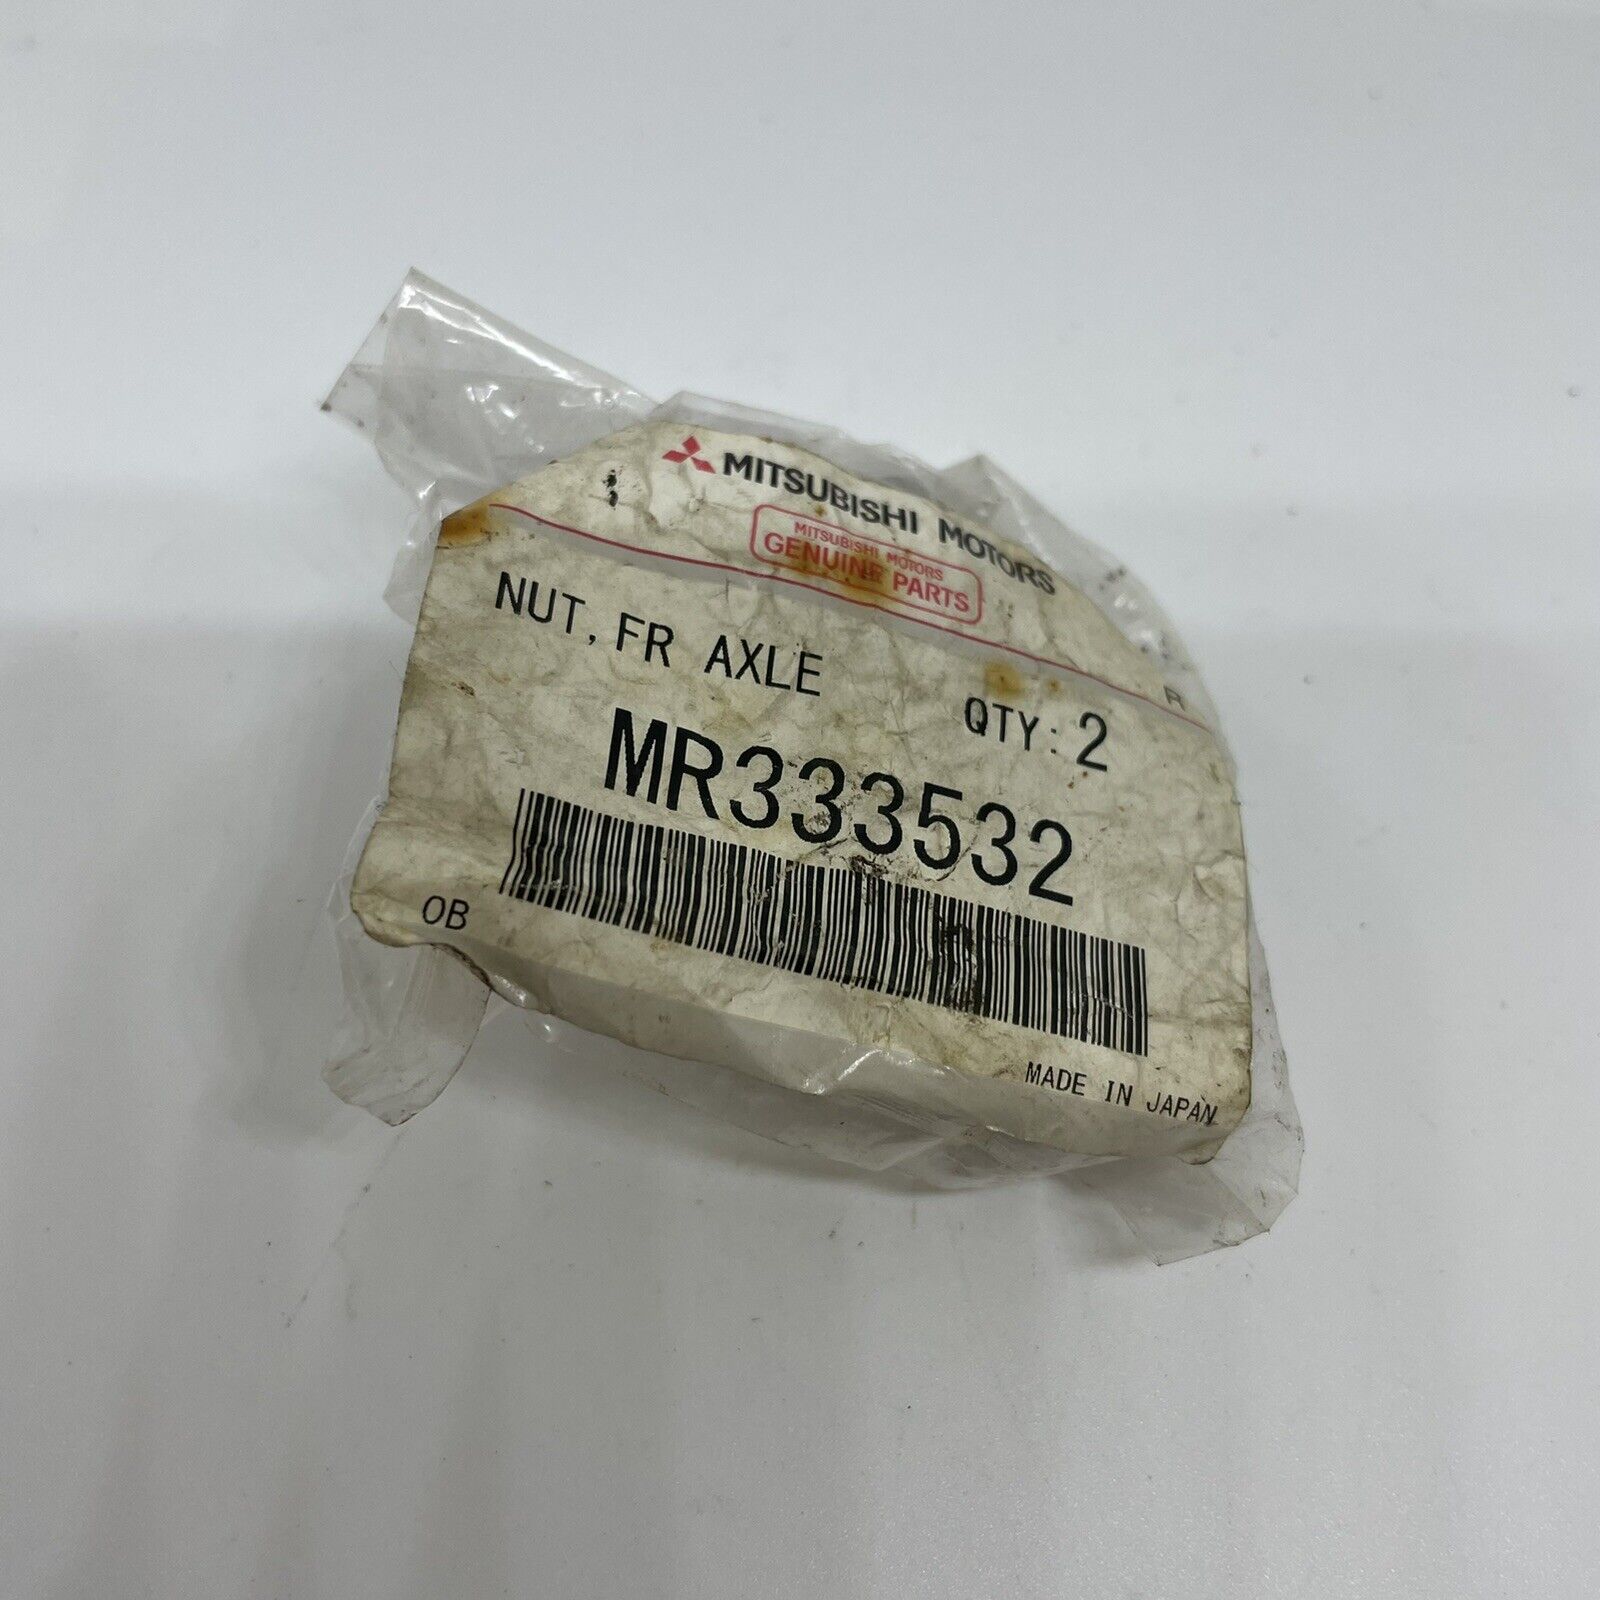 MITSUBISHI MOTORS
MITSUBISHI MOTORS
GENUINE PARTS
R
NUT, FR AXLE
QTY: 2
MR333532
OB
MADE IN JAPAN